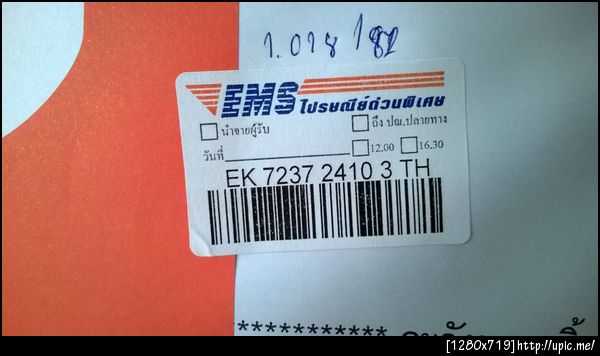 EMS ไปรษณีย์ด่วนพิเศษ
นำจ่ายผู้รับ
ถึง ปณ.ปลายทาง
วันที่
12.00
16.30
EK 7237 2410 3 TH
************
[1280x719]http://upic.me/